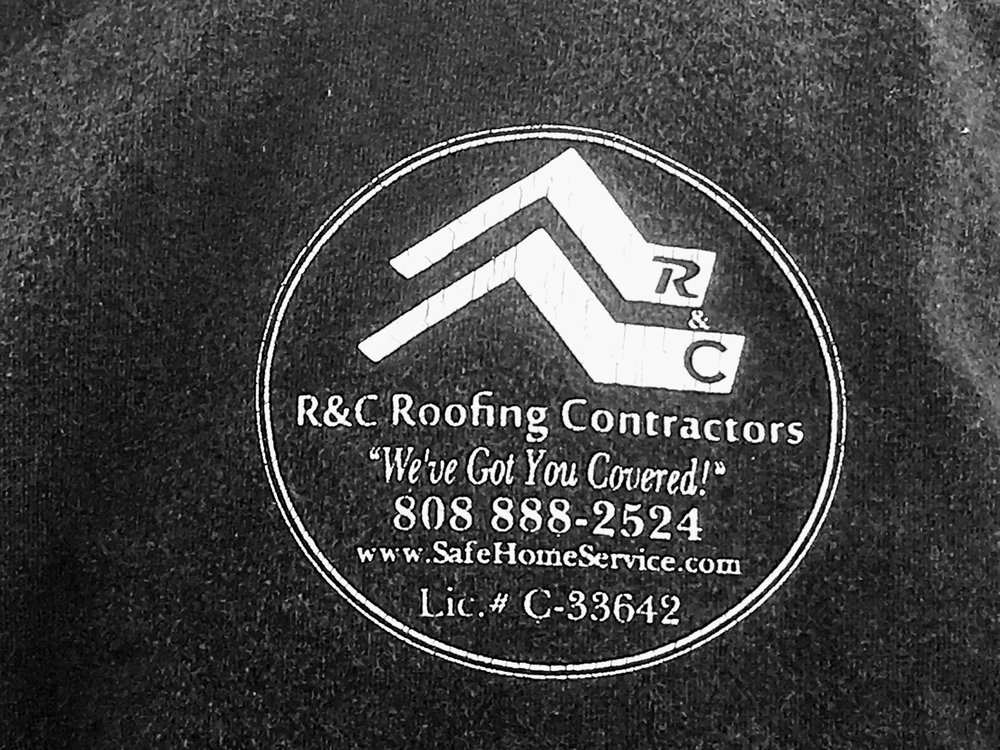 R
&
C
R&C Roofing Contractors
"We've Got You Covered!"
808 888-2524
www.SafeHomeService.com
Lic.# C-33642